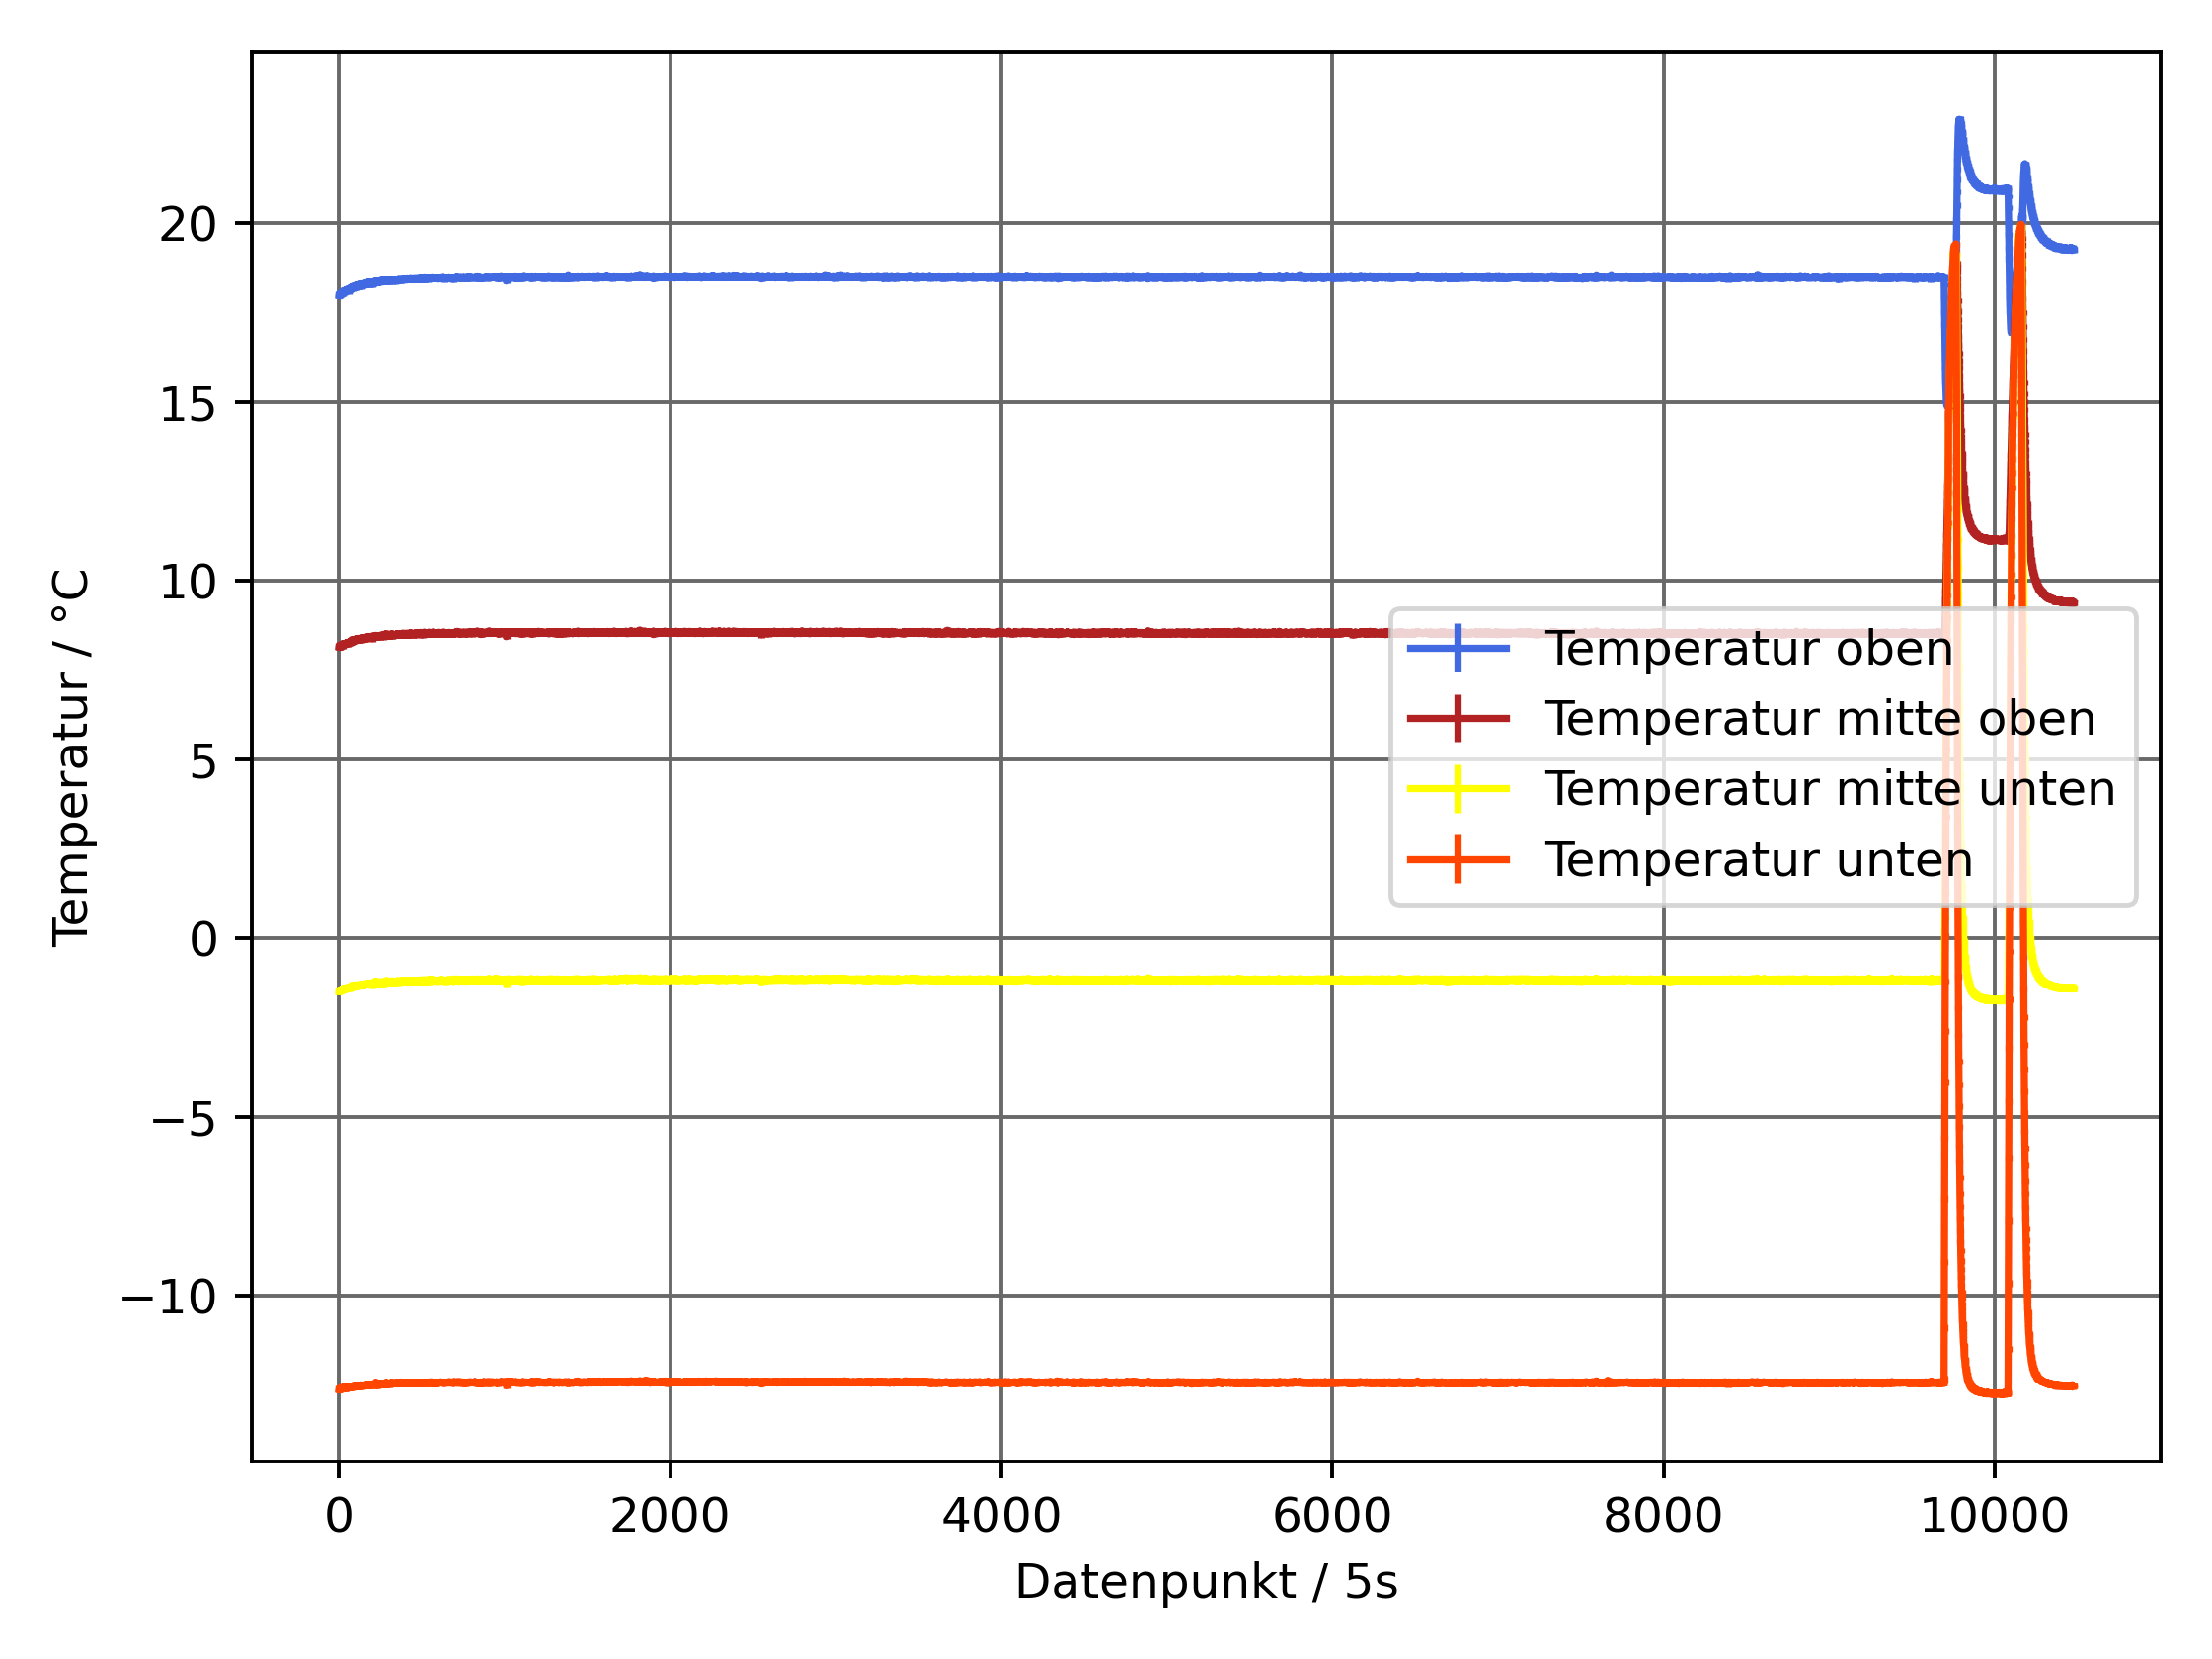 Temperatur / °C
20
15
10
5
0
−5
−10
Temperatur oben
Temperatur mitte oben
Temperatur mitte unten
Temperatur unten
0 2000 4000 6000 8000 10000
Datenpunkt / 5s